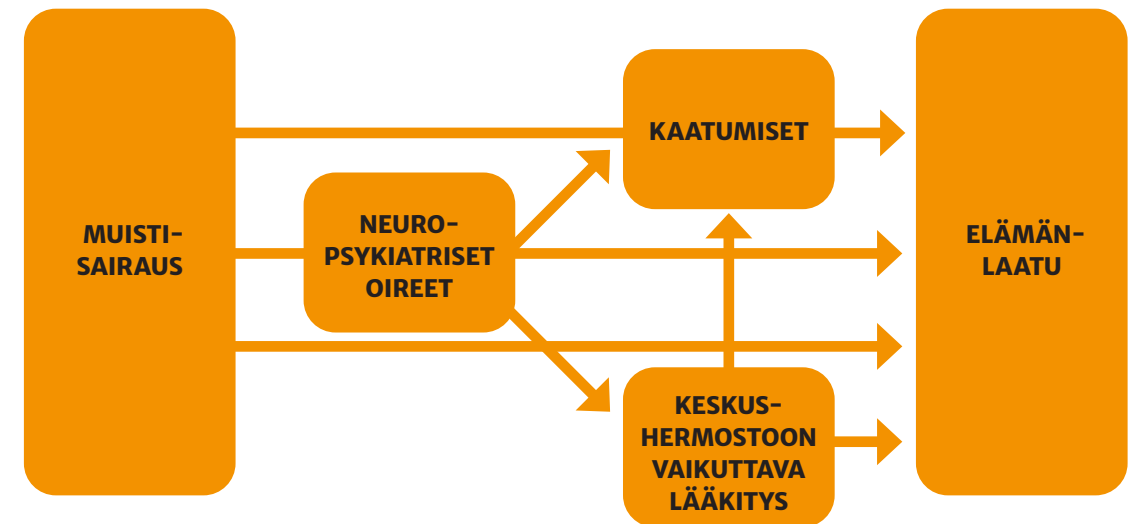 MUISTI-
SAIRAUS
NEURO-
PSYKIATRISET
OIREET
KAATUMISET
KESKUS-
HERMOSTOON
VAIKUTTAVA
LÄÄKITYS
ELÄMÄN-
LAATU